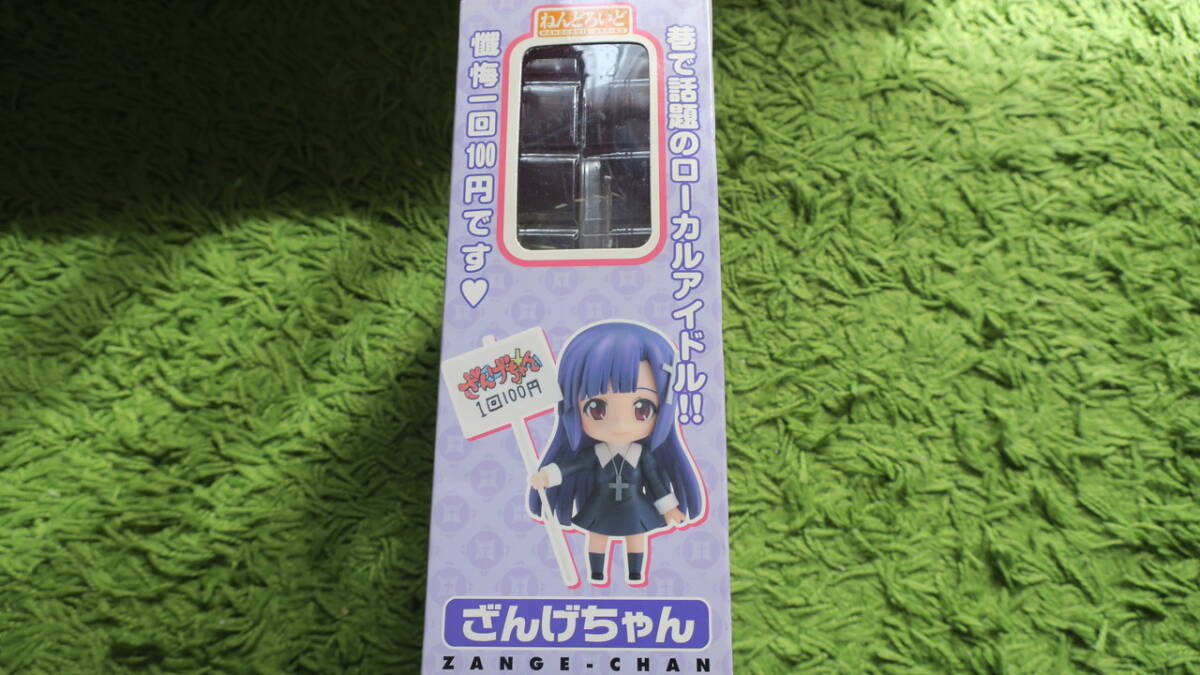 ねんどろいど
NENDOROID SERIES
巷で話題のローカルアイドル!!
懺悔一回100円です♥
ざんげちゃん
1回100円
ざんげちゃん
ZANGE-CHAN